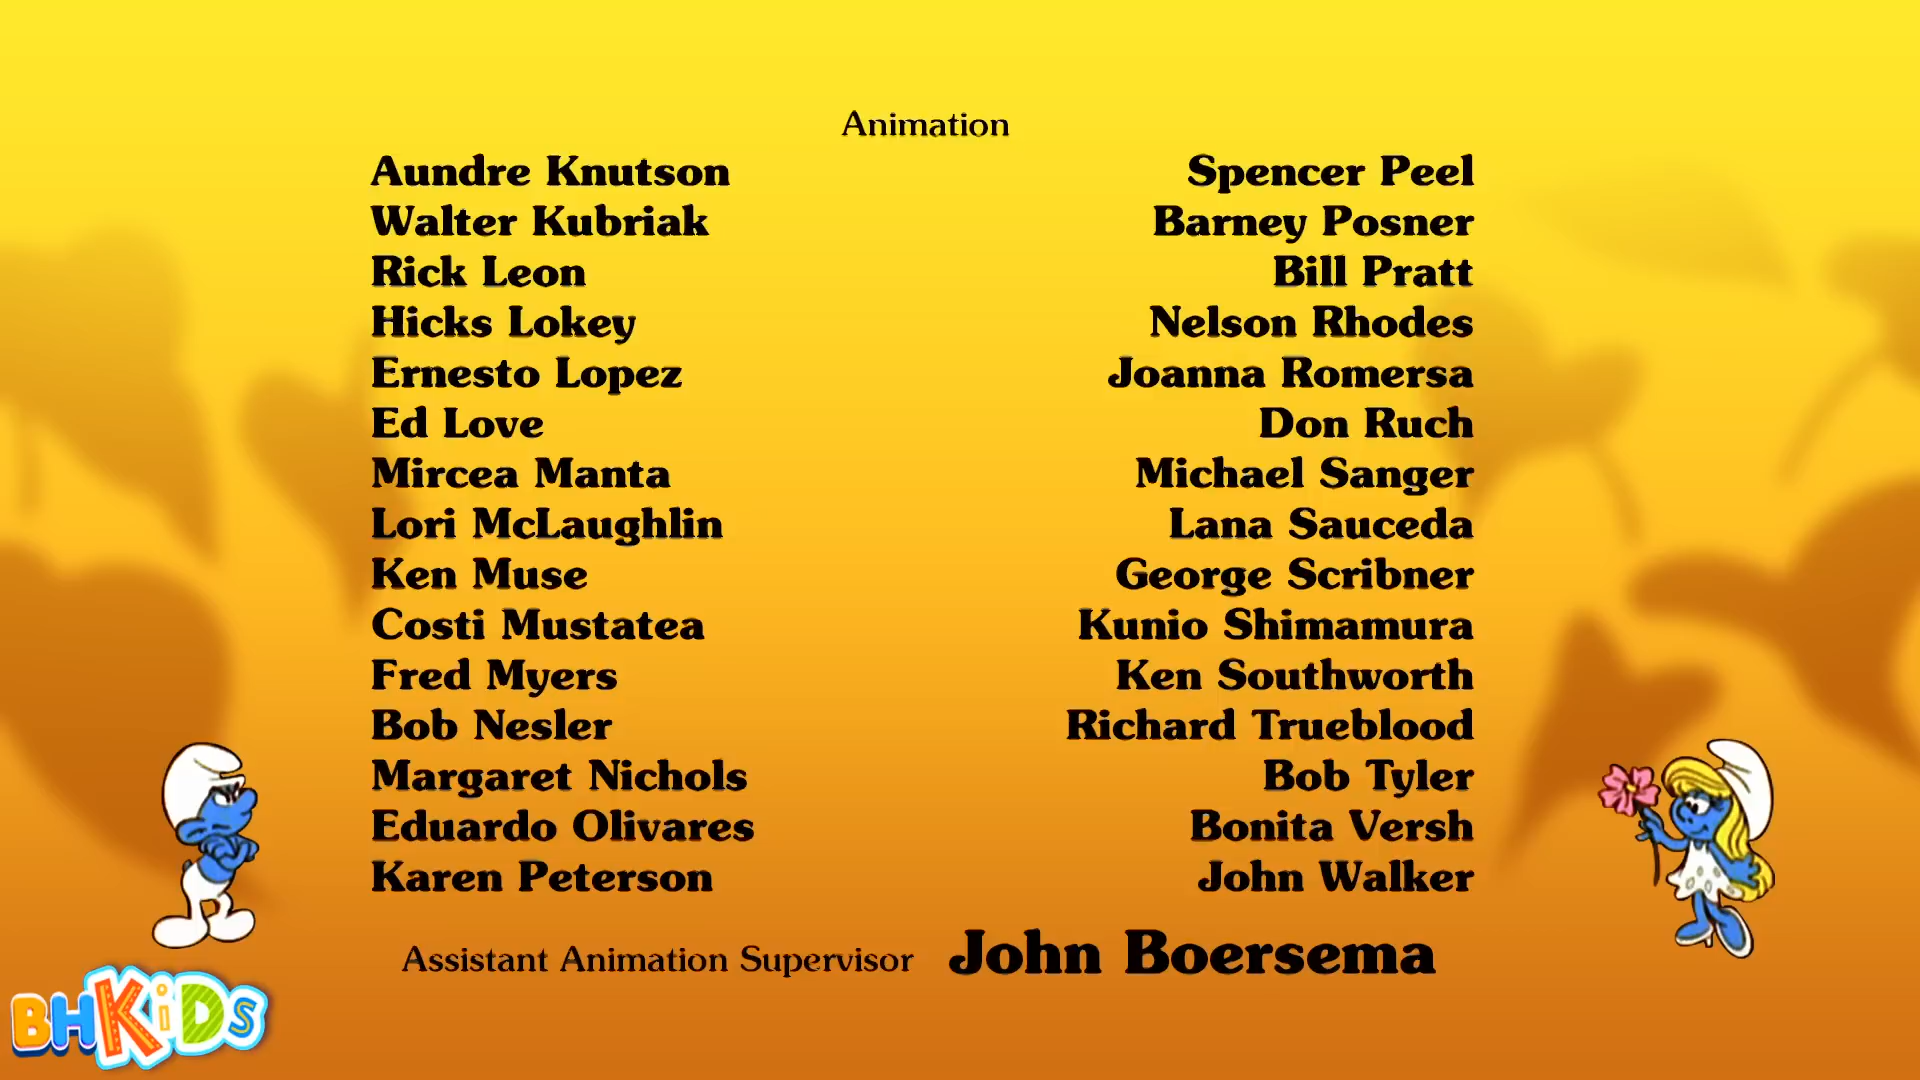 Animation
Aundre Knutson Spencer Peel
Walter Kubriak Barney Posner
Rick Leon Bill Pratt
Hicks Lokey Nelson Rhodes
Ernesto Lopez Joanna Romersa
Ed Love Don Ruch
Mircea Manta Michael Sanger
Lori McLaughlin Lana Sauceda
Ken Muse George Scribner
Costi Mustatea Kunio Shimamura
Fred Myers Ken Southworth
Bob Nesler Richard Trueblood
Margaret Nichols Bob Tyler
Eduardo Olivares Bonita Versh
Karen Peterson John Walker
Assistant Animation Supervisor John Boersema
BHKiDS